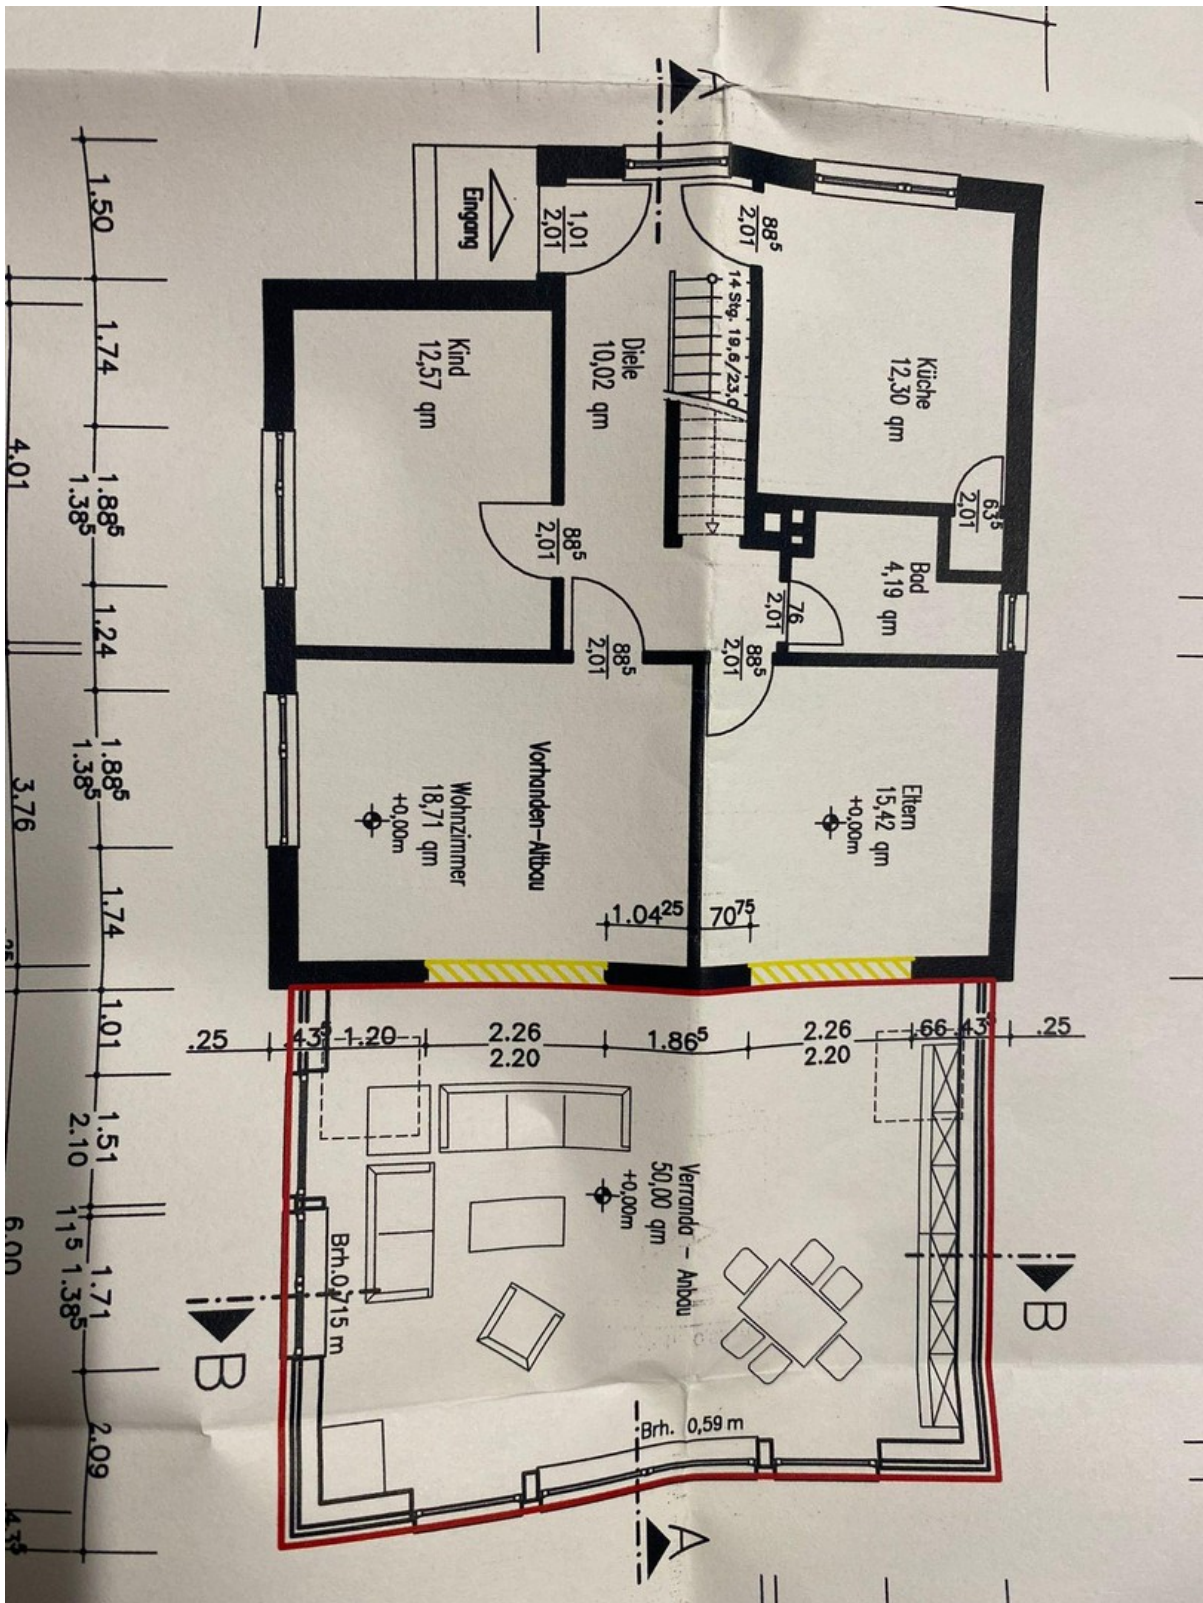 A
Eingang
1,01
2,01
88⁵
2,01
14 Stg. 19,6/23,0
Küche
12,30 qm
Diele
10,02 qm
Kind
12,57 qm
63⁵
2,01
Bad
4,19 qm
88⁵
2,01
76
2,01
88⁵
2,01
88⁵
2,01
Vorhanden-Altbau
Wohnzimmer
18,71 qm
+0,00m
Eltern
15,42 qm
+0,00m
1.04²⁵
70⁷⁵
.25
.43⁵
1.20
2.26
2.20
1.86⁵
2.26
2.20
.66
.43⁵
.25
Verranda - Anbau
50,00 qm
+0,00m
Brh.0,715 m
Brh. 0,59 m
B
B
A
1.50
1.74
1.88⁵
1.38⁵
1.24
1.88⁵
1.38⁵
1.74
1.01
1.51
2.10
11⁵
1.71
1.38⁵
2.09
.43⁵
4.01
3.76
6.00